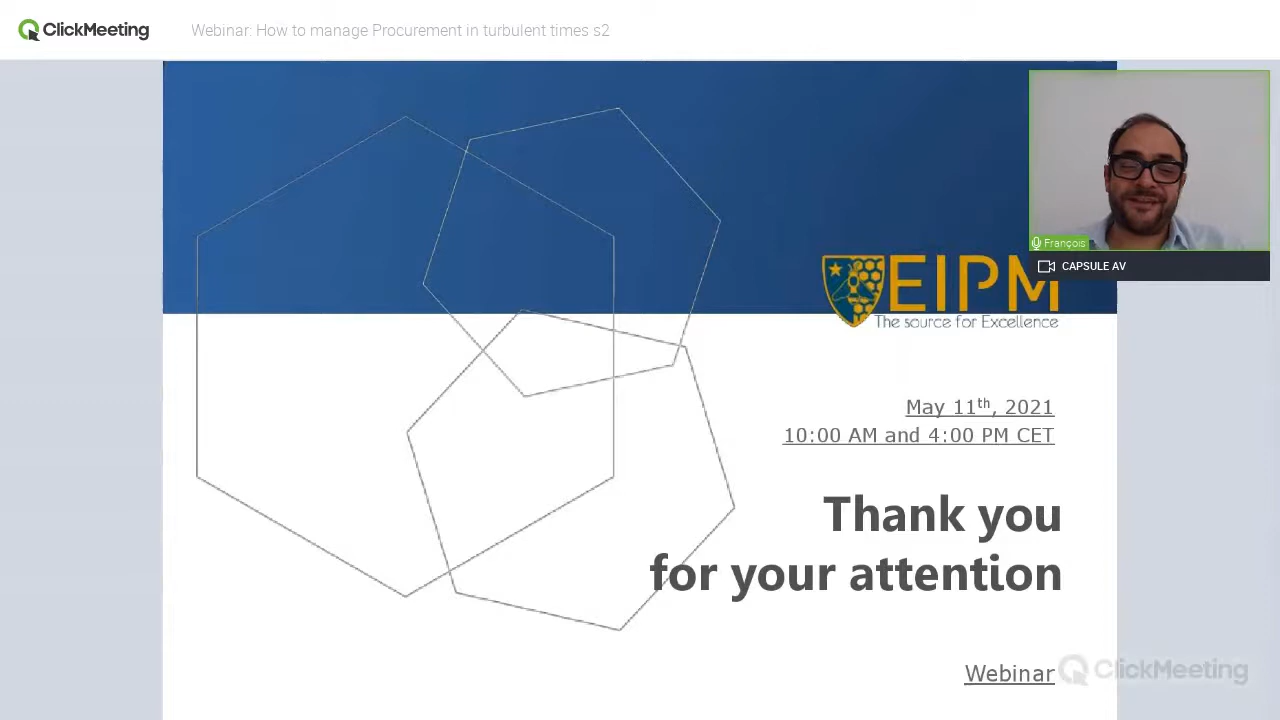 ClickMeeting
Webinar: How to manage Procurement in turbulent times s2
François
CAPSULE AV
EIPM
The source for Excellence
May 11th, 2021
10:00 AM and 4:00 PM CET
Thank you
for your attention
Webinar
ClickMeeting